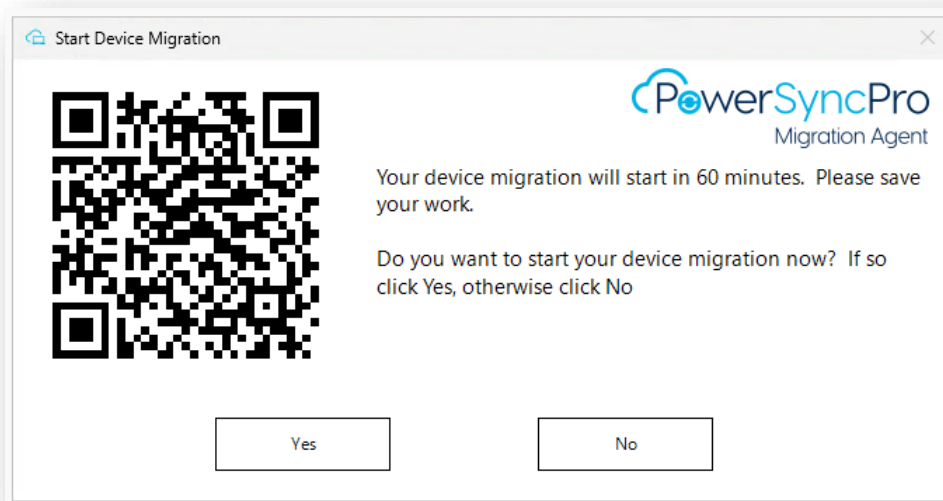 Start Device Migration
PowerSyncPro
Migration Agent
Your device migration will start in 60 minutes.  Please save
your work.
Do you want to start your device migration now?  If so
click Yes, otherwise click No
Yes
No